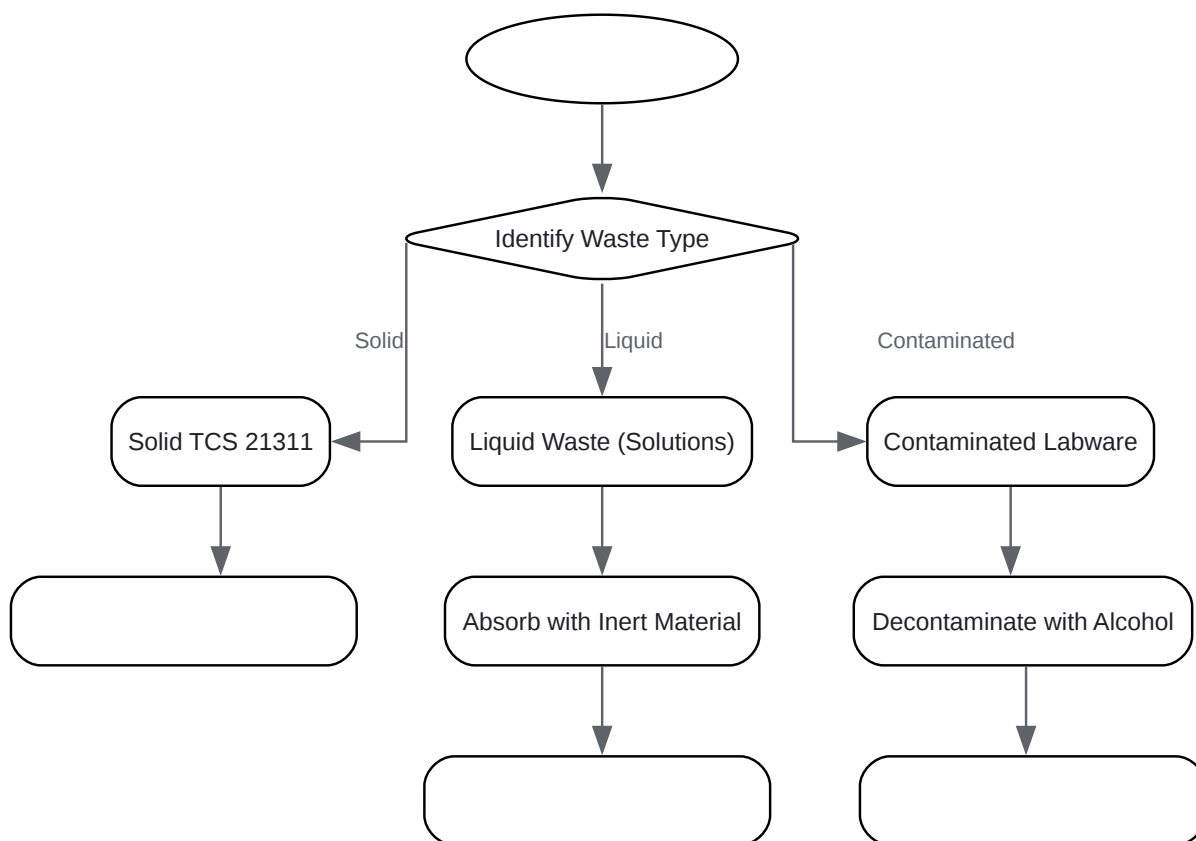 Identify Waste Type
Solid
Liquid
Contaminated
Solid TCS 21311
Liquid Waste (Solutions)
Contaminated Labware
Absorb with Inert Material
Decontaminate with Alcohol